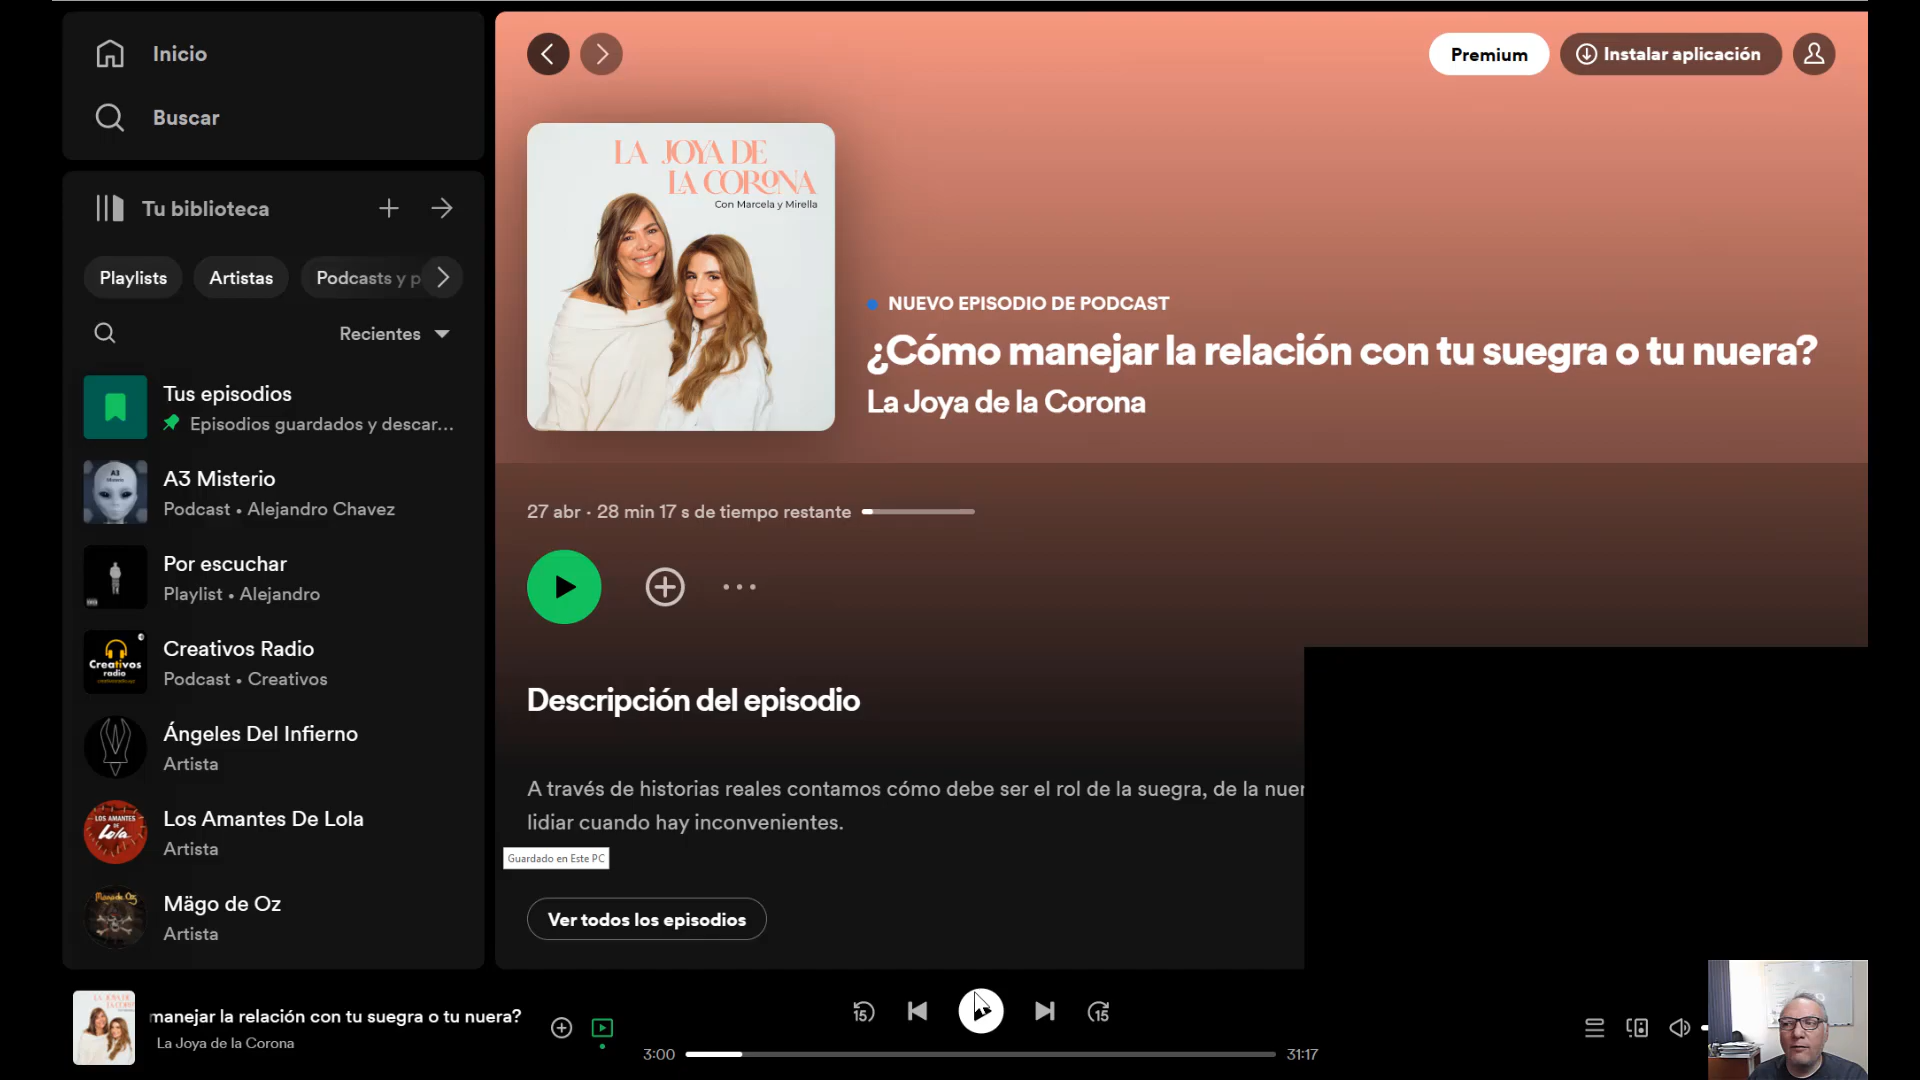 Inicio
Buscar
Tu biblioteca
Playlists
Artistas
Podcasts y p
Recientes
Tus episodios
Episodios guardados y descar...
A3 Misterio
Podcast • Alejandro Chavez
Por escuchar
Playlist • Alejandro
Creativos
radio
Creativos Radio
Podcast • Creativos
Ángeles Del Infierno
Artista
LOS AMANTES
DE
Lola
Los Amantes De Lola
Artista
Mägo de Oz
Artista
Premium
Instalar aplicación
LA JOYA DE
LA CORONA
Con Marcela y Mirella
NUEVO EPISODIO DE PODCAST
¿Cómo manejar la relación con tu suegra o tu nuera?
La Joya de la Corona
27 abr · 28 min 17 s de tiempo restante
Descripción del episodio
A través de historias reales contamos cómo debe ser el rol de la suegra, de la nuer
lidiar cuando hay inconvenientes.
Guardado en Este PC
Ver todos los episodios
manejar la relación con tu suegra o tu nuera?
La Joya de la Corona
15
15
3:00
31:17